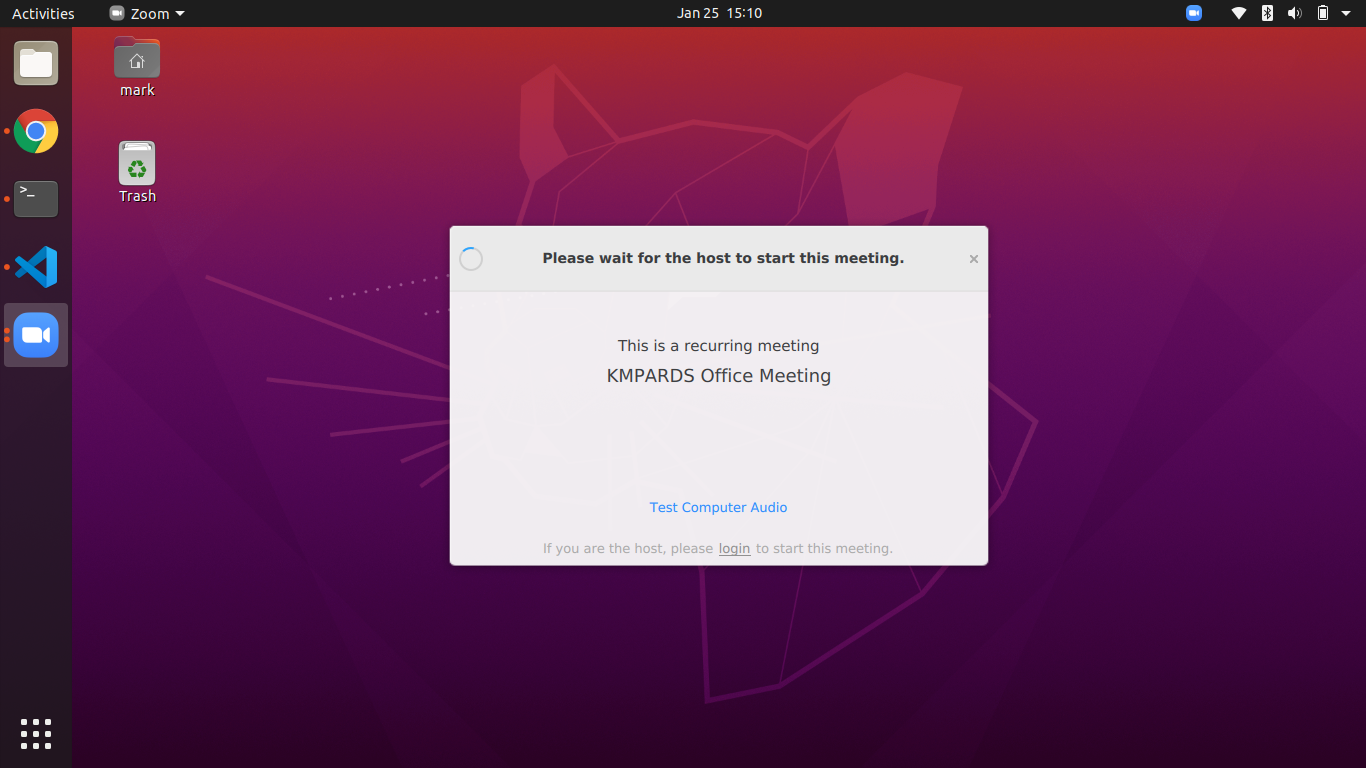 Activities
Zoom
Jan 25 15:10
mark
Trash
>_
Please wait for the host to start this meeting.
×
This is a recurring meeting
KMPARDS Office Meeting
Test Computer Audio
If you are the host, please login to start this meeting.